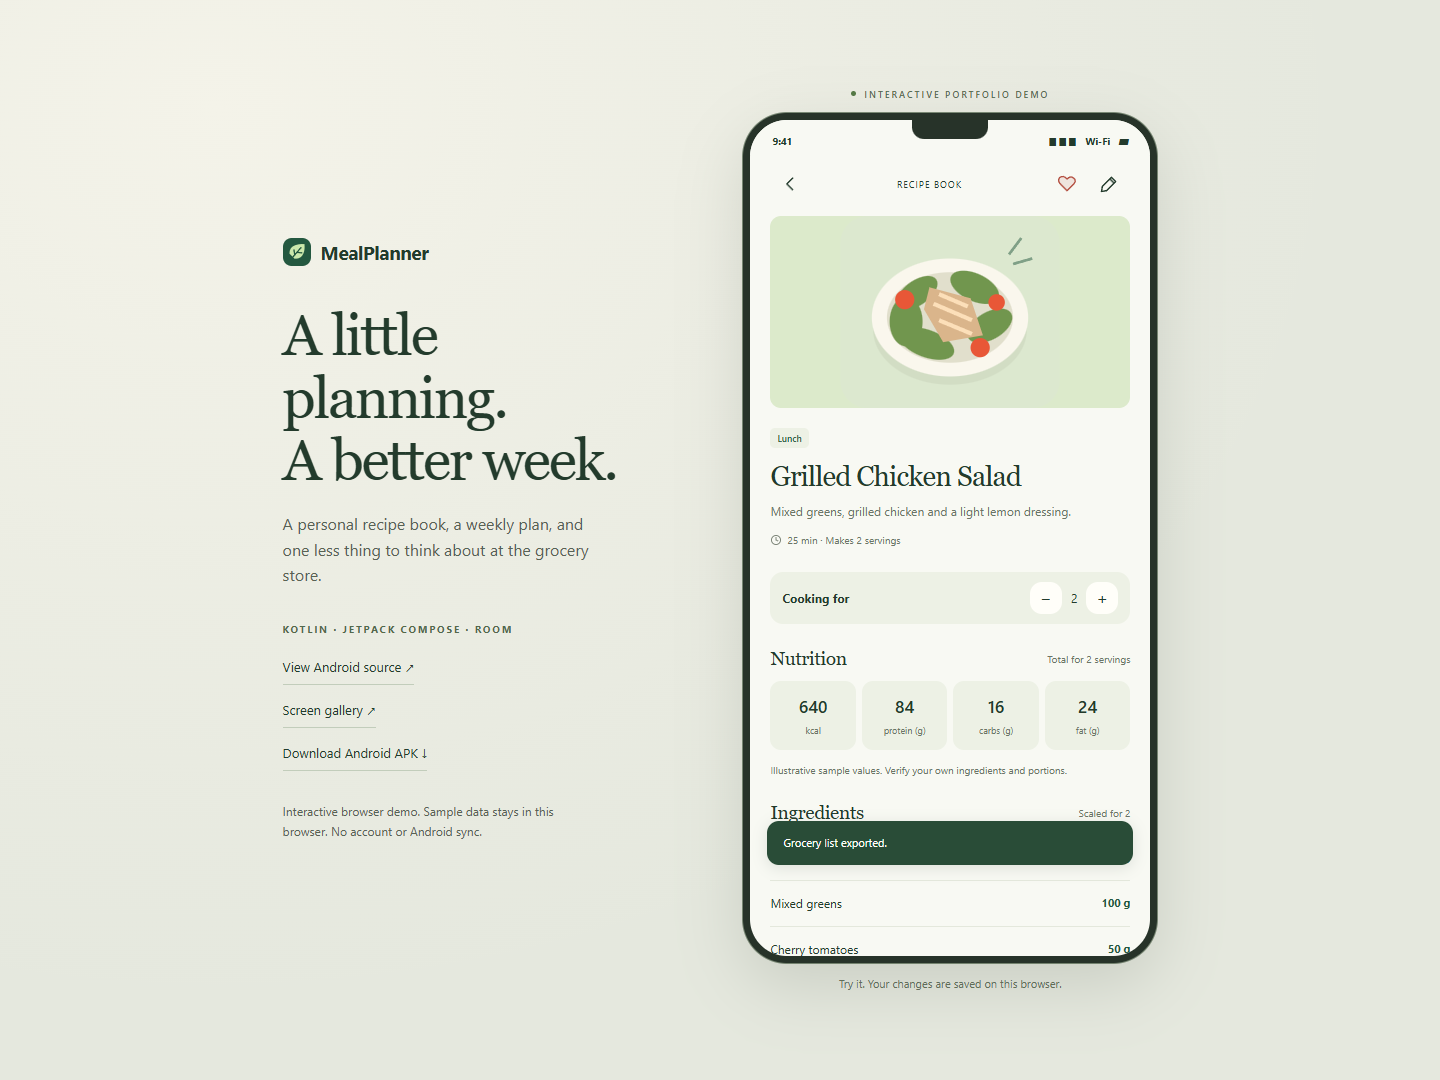 MealPlanner
A little
planning.
A better week.
A personal recipe book, a weekly plan, and
one less thing to think about at the grocery
store.
KOTLIN · JETPACK COMPOSE · ROOM
View Android source ↗
Screen gallery ↗
Download Android APK ↓
Interactive browser demo. Sample data stays in this
browser. No account or Android sync.
INTERACTIVE PORTFOLIO DEMO
9:41 Wi-Fi
RECIPE BOOK
Lunch
Grilled Chicken Salad
Mixed greens, grilled chicken and a light lemon dressing.
25 min · Makes 2 servings
Cooking for − 2 +
Nutrition Total for 2 servings
640 84 16 24
kcal protein (g) carbs (g) fat (g)
Illustrative sample values. Verify your own ingredients and portions.
Ingredients Scaled for 2
Grocery list exported.
Mixed greens 100 g
Cherry tomatoes 50 g
Try it. Your changes are saved on this browser.